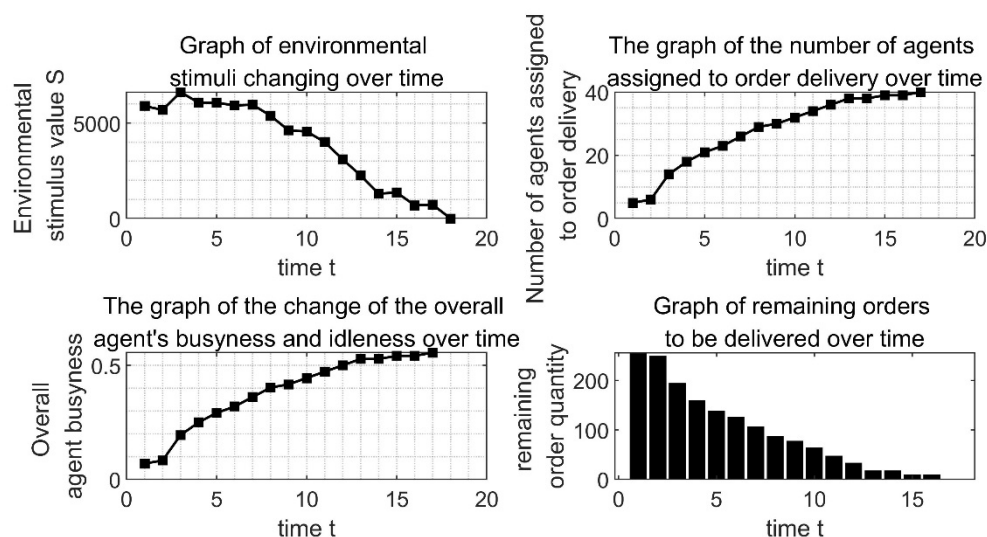 Graph of environmental
stimuli changing over time
Environmental
stimulus value S
5000
0
0 5 10 15 20
time t
The graph of the number of agents
assigned to order delivery over time
Number of agents assigned
to order delivery
40
20
0
0 5 10 15 20
time t
The graph of the change of the overall
agent's busyness and idleness over time
Overall
agent busyness
0.5
0
0 5 10 15 20
time t
Graph of remaining orders
to be delivered over time
remaining
order quantity
200
100
0
0 5 10 15
time t